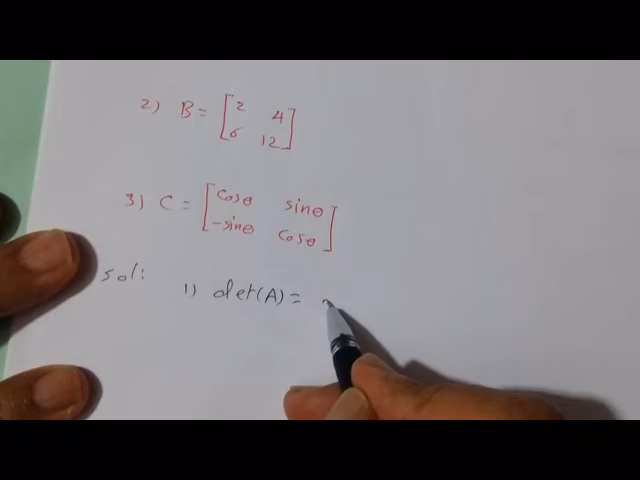 2) B = [2 4
6 12]
3) C = [cosθ sinθ
-sinθ cosθ]
sol:
1) det(A) =